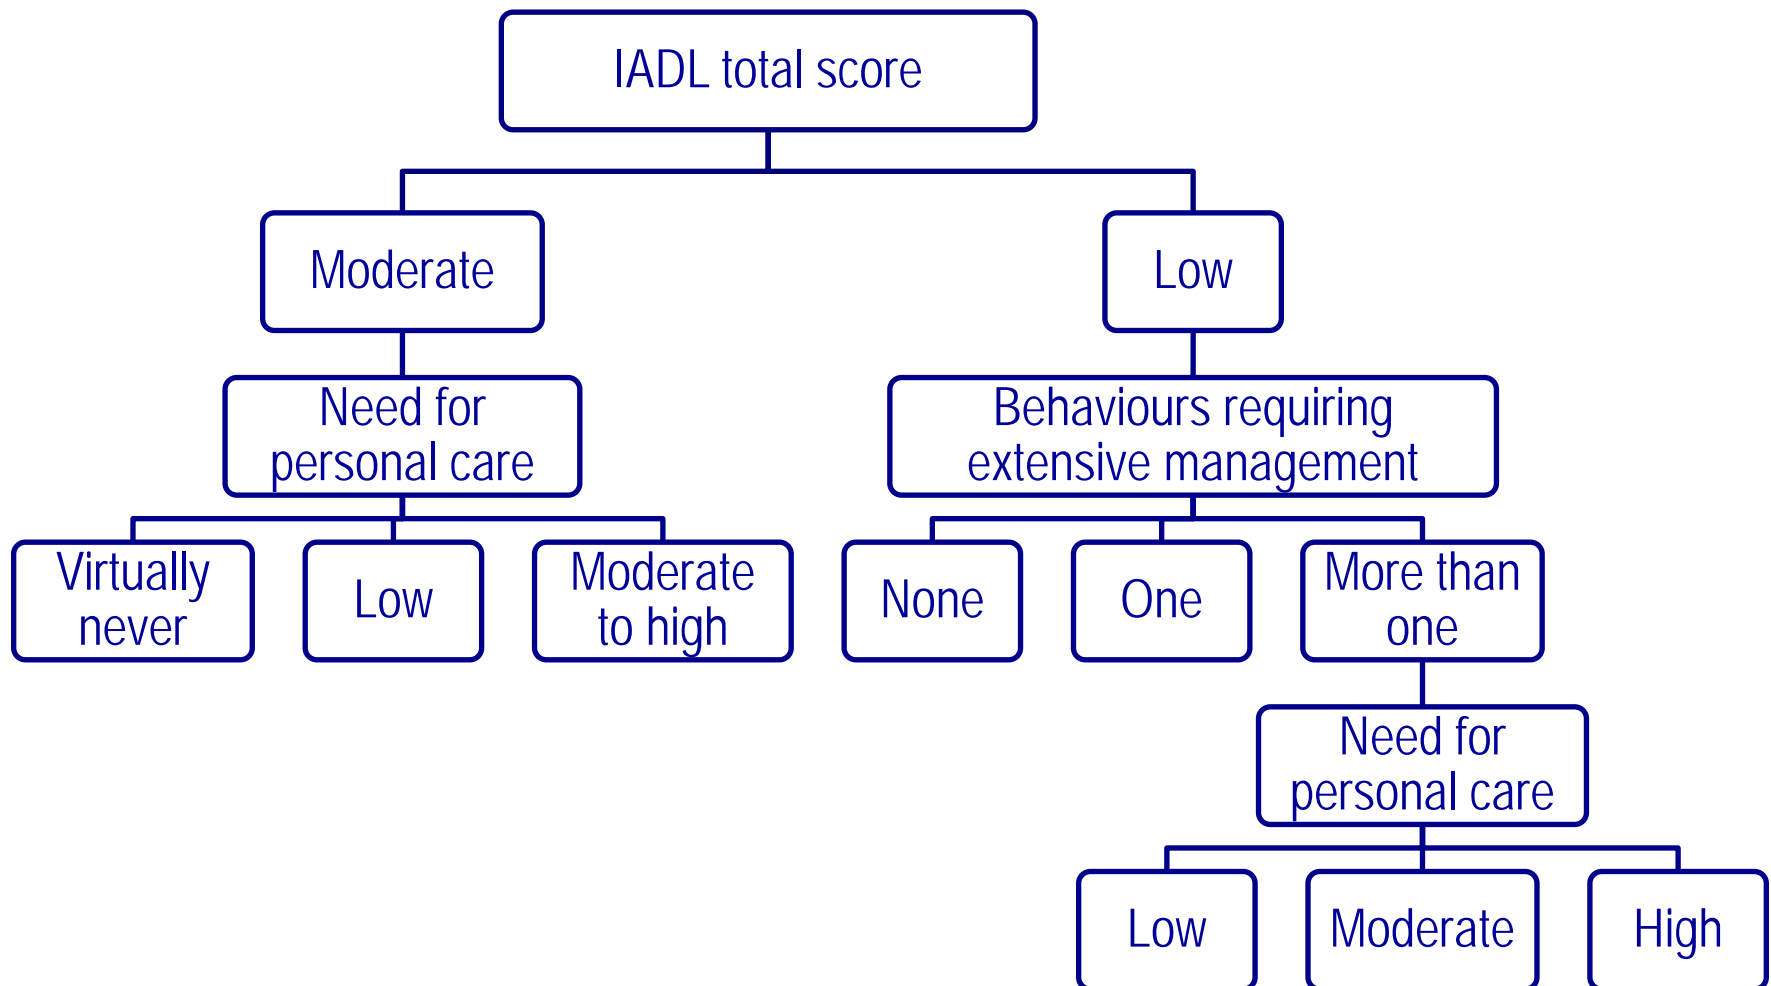 IADL total score
Moderate
Low
Need for
personal care
Behaviours requiring
extensive management
Virtually
never
Low
Moderate
to high
None
One
More than
one
Need for
personal care
Low
Moderate
High